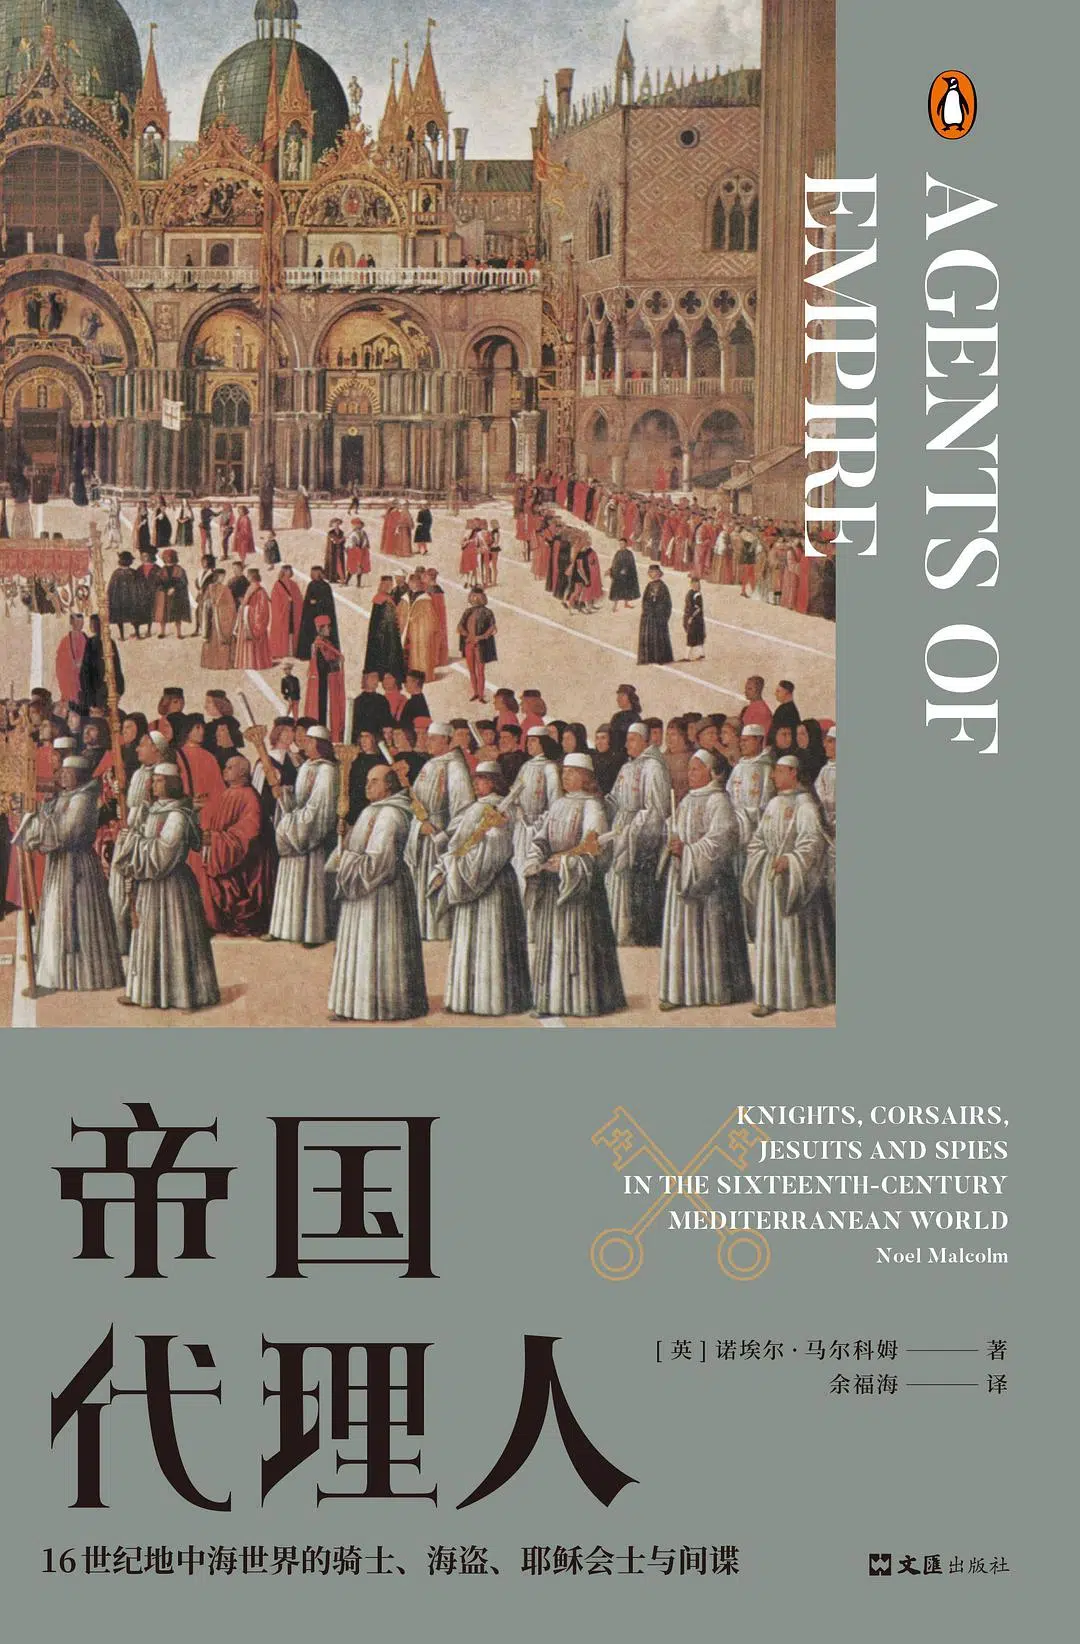 AGENTS OF
EMPIRE
帝国
代理人
KNIGHTS, CORSAIRS,
JESUITS AND SPIES
IN THE SIXTEENTH-CENTURY
MEDITERRANEAN WORLD
Noel Malcolm
[英]诺埃尔·马尔科姆——著
余福海——译
16世纪地中海世界的骑士、海盗、耶稣会士与间谍
文匯出版社